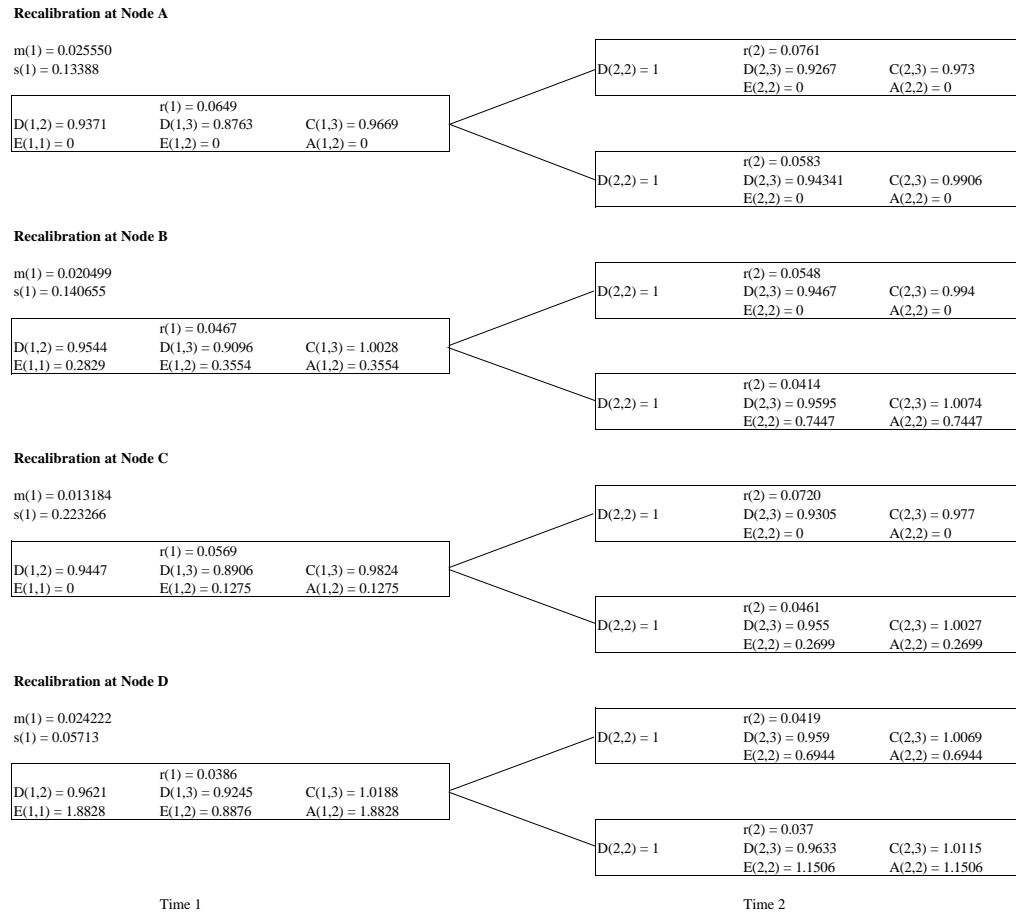 Recalibration at Node A
m(1) = 0.025550
s(1) = 0.13388
r(2) = 0.0761
D(2,2) = 1 D(2,3) = 0.9267 C(2,3) = 0.973
E(2,2) = 0 A(2,2) = 0
r(1) = 0.0649
D(1,2) = 0.9371 D(1,3) = 0.8763 C(1,3) = 0.9669
E(1,1) = 0 E(1,2) = 0 A(1,2) = 0
r(2) = 0.0583
D(2,2) = 1 D(2,3) = 0.94341 C(2,3) = 0.9906
E(2,2) = 0 A(2,2) = 0
Recalibration at Node B
m(1) = 0.020499
s(1) = 0.140655
r(2) = 0.0548
D(2,2) = 1 D(2,3) = 0.9467 C(2,3) = 0.994
E(2,2) = 0 A(2,2) = 0
r(1) = 0.0467
D(1,2) = 0.9544 D(1,3) = 0.9096 C(1,3) = 1.0028
E(1,1) = 0.2829 E(1,2) = 0.3554 A(1,2) = 0.3554
r(2) = 0.0414
D(2,2) = 1 D(2,3) = 0.9595 C(2,3) = 1.0074
E(2,2) = 0.7447 A(2,2) = 0.7447
Recalibration at Node C
m(1) = 0.013184
s(1) = 0.223266
r(2) = 0.0720
D(2,2) = 1 D(2,3) = 0.9305 C(2,3) = 0.977
E(2,2) = 0 A(2,2) = 0
r(1) = 0.0569
D(1,2) = 0.9447 D(1,3) = 0.8906 C(1,3) = 0.9824
E(1,1) = 0 E(1,2) = 0.1275 A(1,2) = 0.1275
r(2) = 0.0461
D(2,2) = 1 D(2,3) = 0.955 C(2,3) = 1.0027
E(2,2) = 0.2699 A(2,2) = 0.2699
Recalibration at Node D
m(1) = 0.024222
s(1) = 0.05713
r(2) = 0.0419
D(2,2) = 1 D(2,3) = 0.959 C(2,3) = 1.0069
E(2,2) = 0.6944 A(2,2) = 0.6944
r(1) = 0.0386
D(1,2) = 0.9621 D(1,3) = 0.9245 C(1,3) = 1.0188
E(1,1) = 1.8828 E(1,2) = 0.8876 A(1,2) = 1.8828
r(2) = 0.037
D(2,2) = 1 D(2,3) = 0.9633 C(2,3) = 1.0115
E(2,2) = 1.1506 A(2,2) = 1.1506
Time 1 Time 2